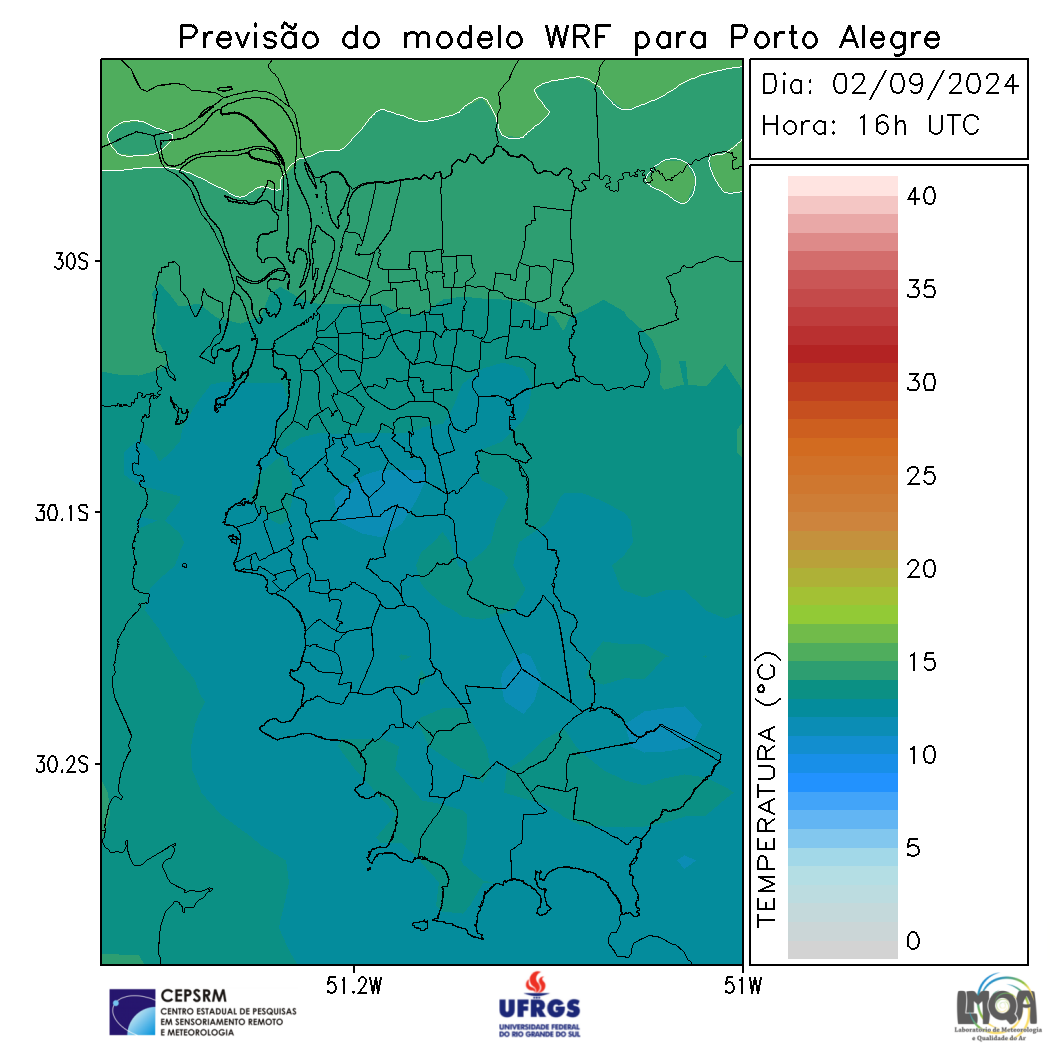 Previsão do modelo WRF para Porto Alegre
Dia: 02/09/2024
Hora: 16h UTC
30S
30.1S
30.2S
51.2W
51W
TEMPERATURA (°C)
40
35
30
25
20
15
10
5
0
CEPSRM
CENTRO ESTADUAL DE PESQUISAS
EM SENSORIAMENTO REMOTO
E METEOROLOGIA
UFRGS
UNIVERSIDADE FEDERAL
DO RIO GRANDE DO SUL
LMQA
Laboratório de Meteorologia
e Qualidade do Ar